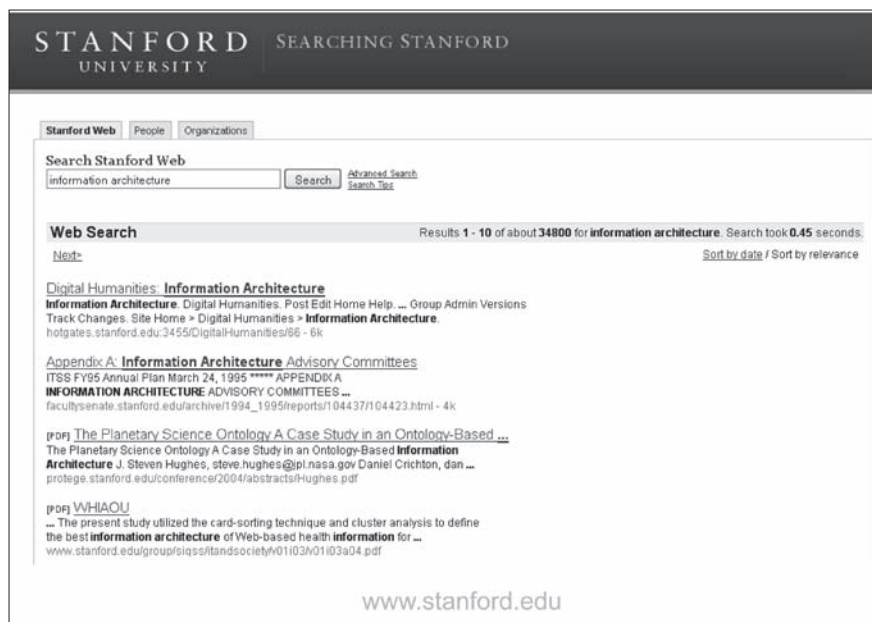 STANFORD
UNIVERSITY
SEARCHING STANFORD
Stanford Web People Organizations
Search Stanford Web
information architecture Search Advanced Search
Search Tips
Web Search Results 1 - 10 of about 34800 for information architecture. Search took 0.45 seconds.
Next> Sort by date / Sort by relevance
Digital Humanities: Information Architecture
Information Architecture. Digital Humanities. Post Edit Home Help. ... Group Admin Versions
Track Changes. Site Home > Digital Humanities > Information Architecture.
hotgates.stanford.edu:3455/DigitalHumanities/66 - 6k
Appendix A: Information Architecture Advisory Committees
ITSS FY95 Annual Plan March 24, 1995 ***** APPENDIX A
INFORMATION ARCHITECTURE ADVISORY COMMITTEES ...
facultysenate.stanford.edu/archive/1994_1995/reports/104437/104423.html - 4k
[PDF] The Planetary Science Ontology A Case Study in an Ontology-Based ...
The Planetary Science Ontology A Case Study in an Ontology-Based Information
Architecture J. Steven Hughes, steve.hughes@jpl.nasa.gov Daniel Crichton, dan ...
protege.stanford.edu/conference/2004/abstracts/Hughes.pdf
[PDF] WHIAOU
... The present study utilized the card-sorting technique and cluster analysis to define
the best information architecture of Web-based health information for ...
www.stanford.edu/group/siqss/itandsociety/v01i03/v01i03a04.pdf
www.stanford.edu